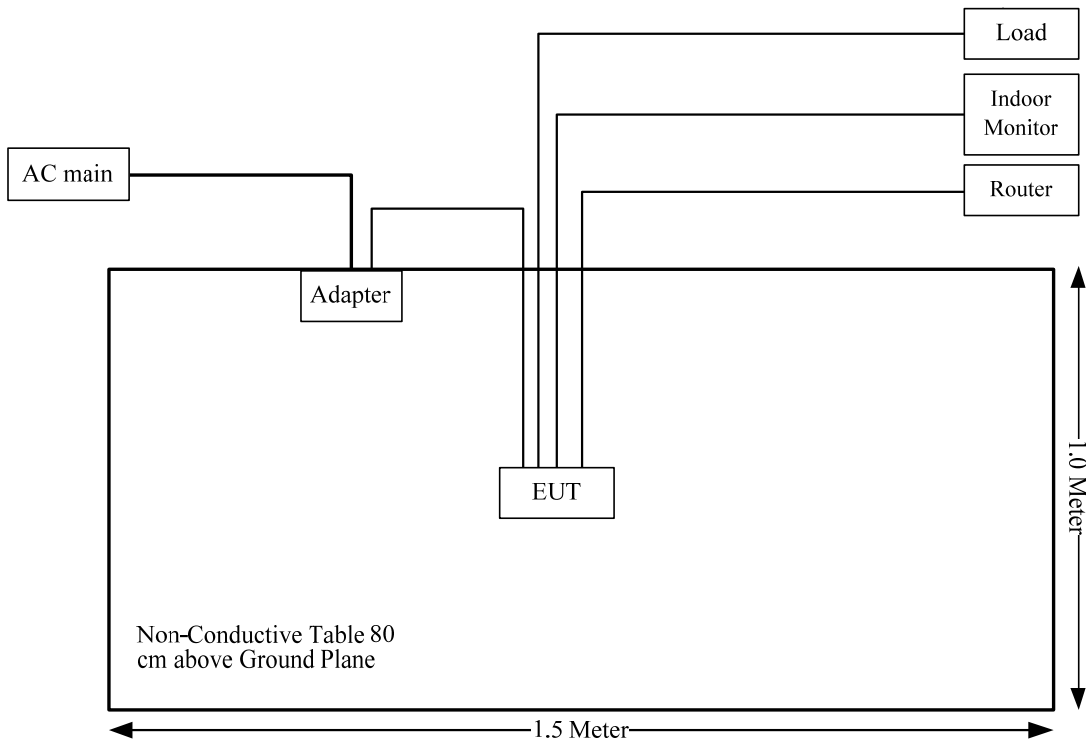 Load
Indoor
Monitor
AC main
Router
Adapter
EUT
1.0 Meter
Non-Conductive Table 80
cm above Ground Plane
1.5 Meter